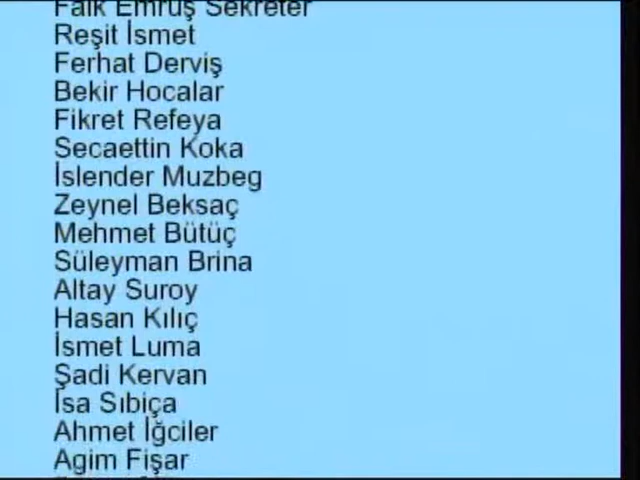 Faik Emruş Sekreter
Reşit İsmet
Ferhat Derviş
Bekir Hocalar
Fikret Refeya
Secaettin Koka
İslender Muzbeg
Zeynel Beksaç
Mehmet Bütüç
Süleyman Brina
Altay Suroy
Hasan Kılıç
İsmet Luma
Şadi Kervan
İsa Sıbiça
Ahmet İğciler
Agim Fişar